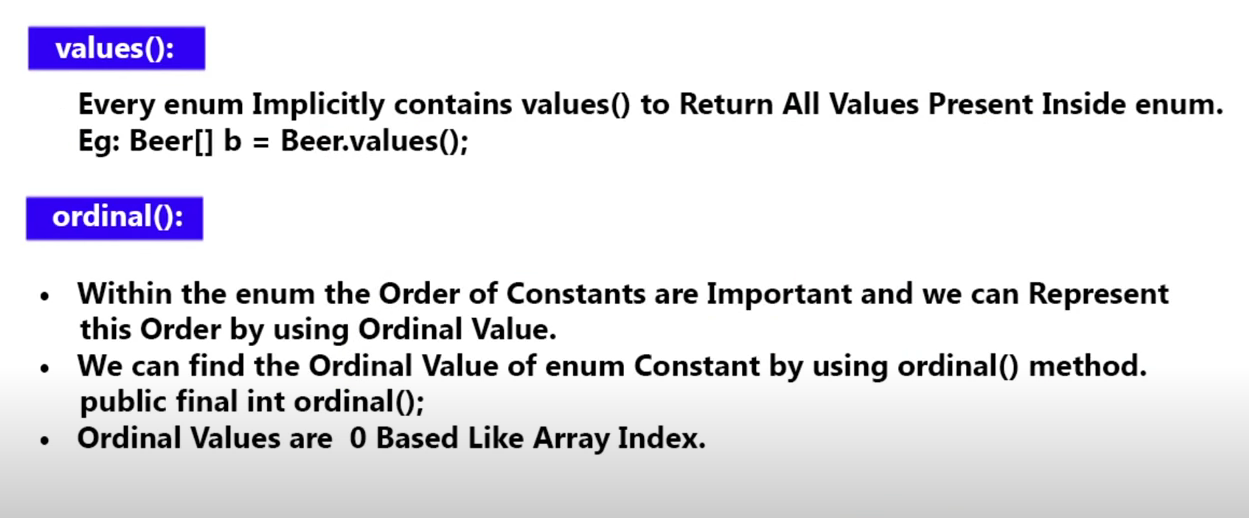 values():
Every enum Implicitly contains values() to Return All Values Present Inside enum.
Eg: Beer[] b = Beer.values();
ordinal():
• Within the enum the Order of Constants are Important and we can Represent
this Order by using Ordinal Value.
• We can find the Ordinal Value of enum Constant by using ordinal() method.
public final int ordinal();
• Ordinal Values are 0 Based Like Array Index.